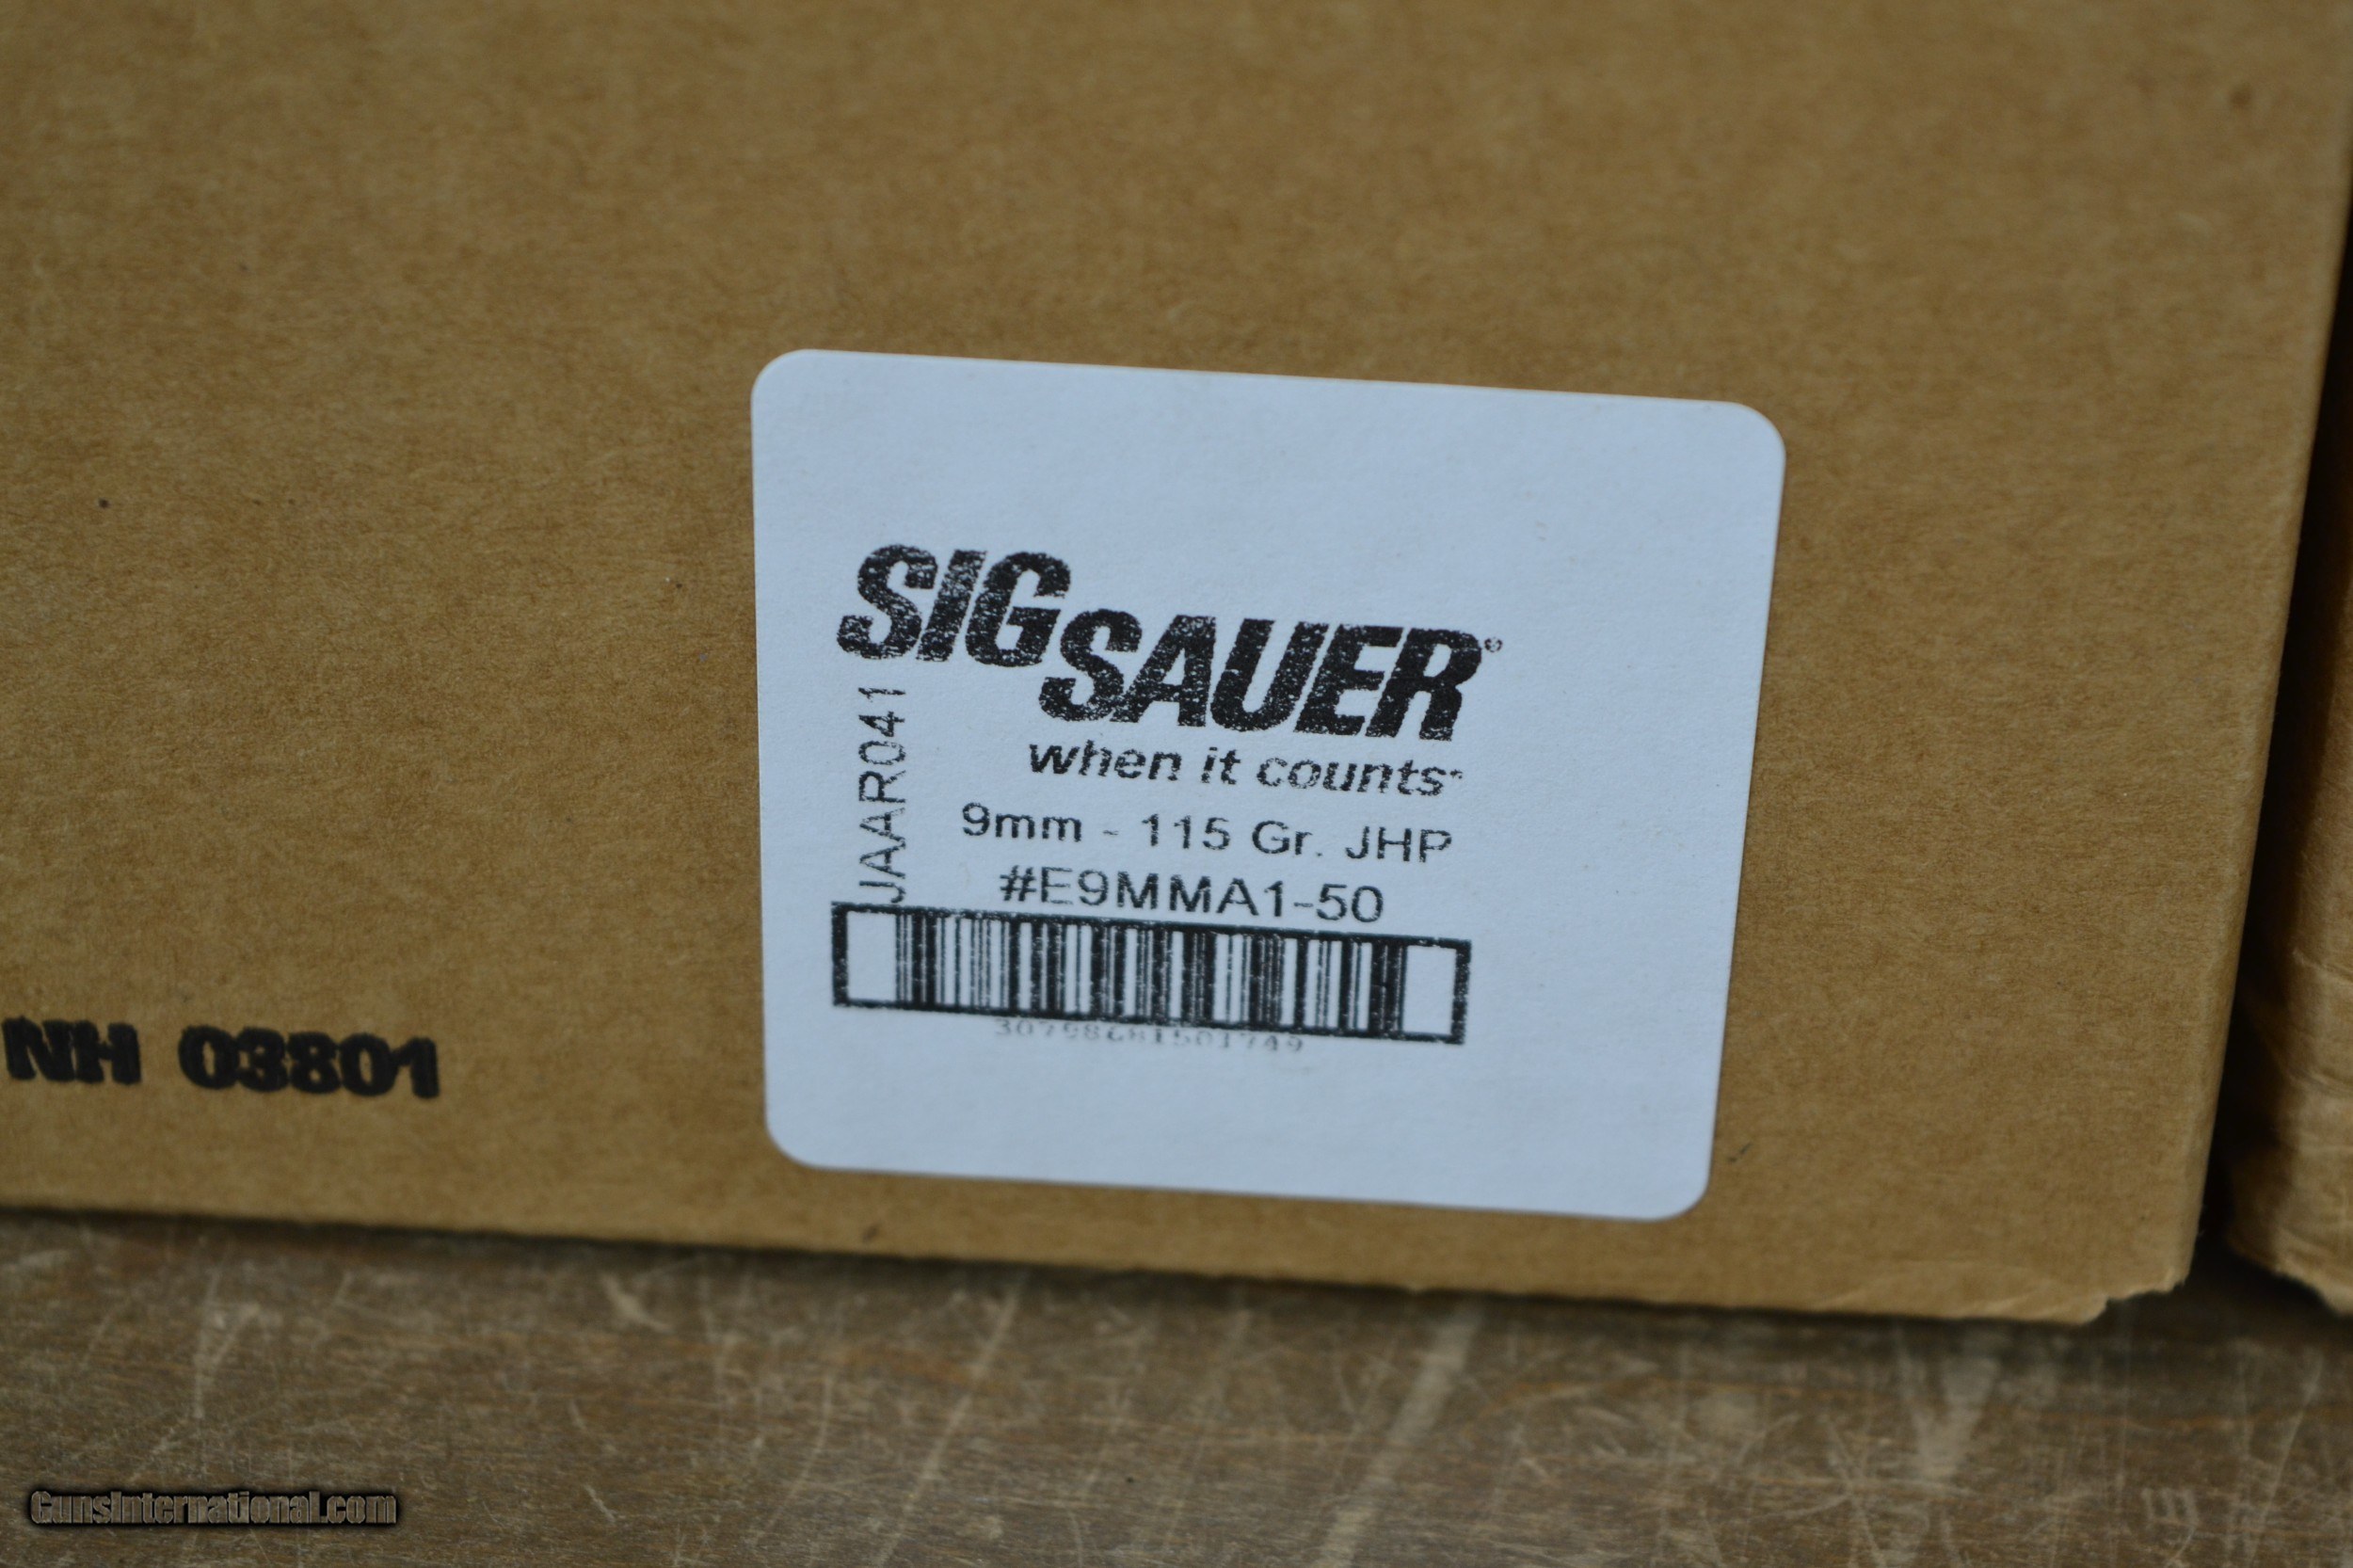 SIG
SAUER®
when it counts
JAAR041
9mm - 115 Gr. JHP
#E9MMA1-50
NH 03801
GunsInternational.com